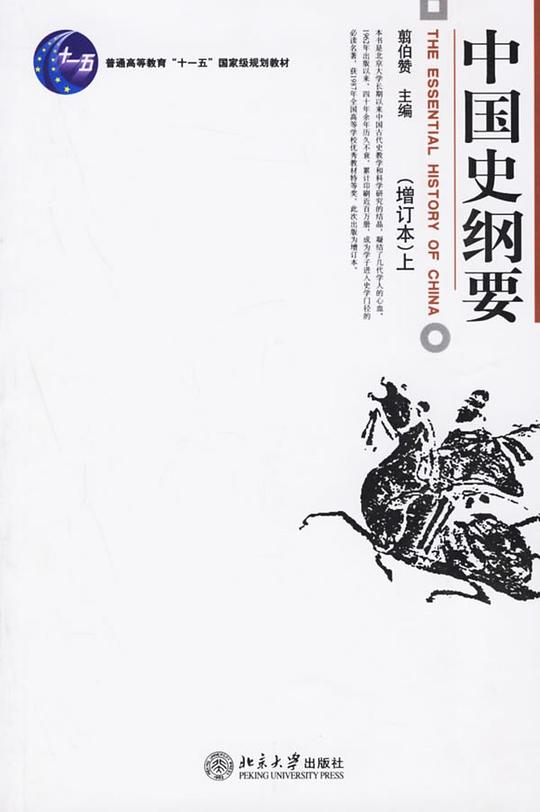 十一五
普通高等教育“十一五”国家级规划教材
中国史纲要
THE ESSENTIAL HISTORY OF CHINA
翦伯赞 主编
(增订本)上
本书是北京大学长期以来中国古代史教学和科学研究的结晶，凝结了几代学人的心血，
1962年出版以来，四十年余年历久不衰，累计印刷近百万册，成为学子进入史学门径的
必读名著，获1987年全国高等学校优秀教材特等奖，此次出版为增订本。
北京大学出版社
PEKING UNIVERSITY PRESS